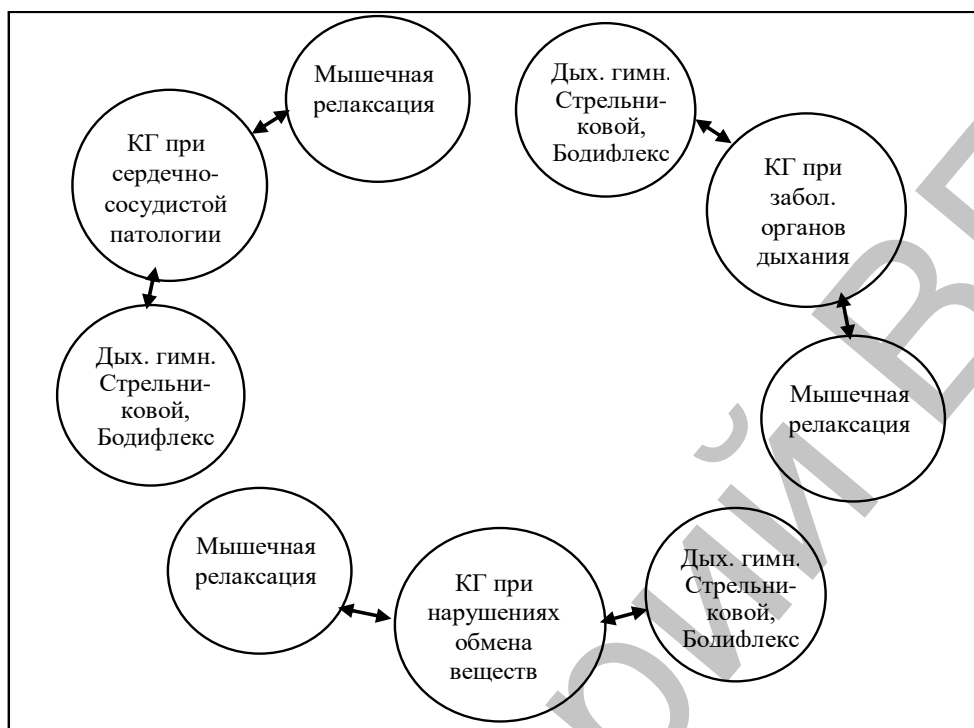 Мышечная
релаксация
Дых. гимн.
Стрельни-
ковой,
Бодифлекс
КГ при
сердечно-
сосудистой
патологии
КГ при
забол.
органов
дыхания
Дых. гимн.
Стрельни-
ковой,
Бодифлекс
Мышечная
релаксация
Мышечная
релаксация
КГ при
нарушениях
обмена
веществ
Дых. гимн.
Стрельни-
ковой,
Бодифлекс
рий В